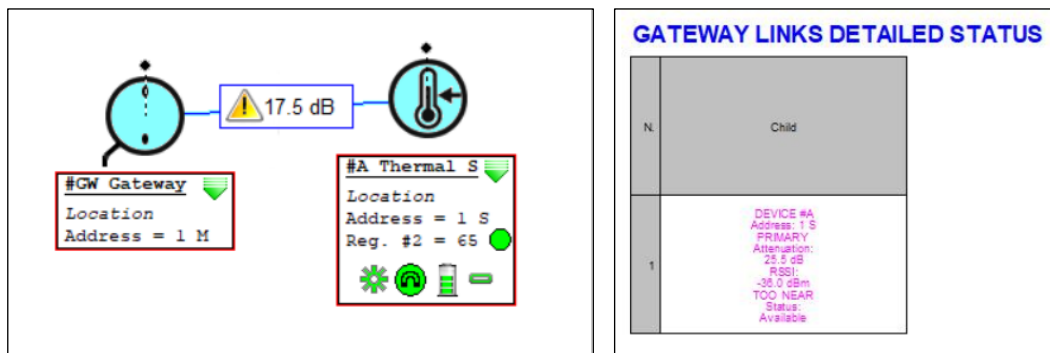 17.5 dB
#GW Gateway
Location
Address = 1 M
#A Thermal S
Location
Address = 1 S
Reg. #2 = 65
GATEWAY LINKS DETAILED STATUS
N.
Child
1
DEVICE #A
Address: 1 S
PRIMARY
Attenuation:
25.5 dB
RSSI:
-36.0 dBm
TOO NEAR
Status:
Available